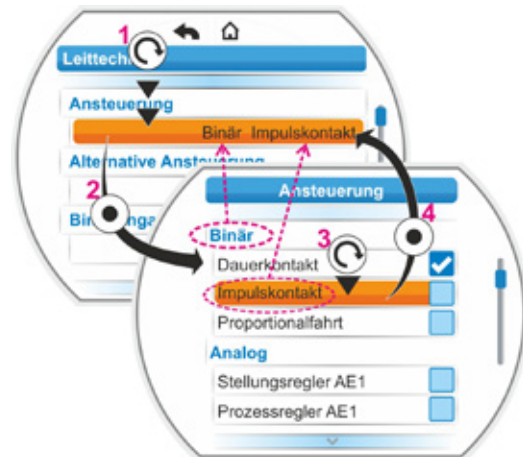 1
Leittech
Ansteuerung
Binär Impulskontakt
Alternative Ansteuerung
2
Ansteuerung
4
Binär
3
Dauerkontakt
Impulskontakt
Proportionalfahrt
Analog
Stellungsregler AE1
Prozessregler AE1